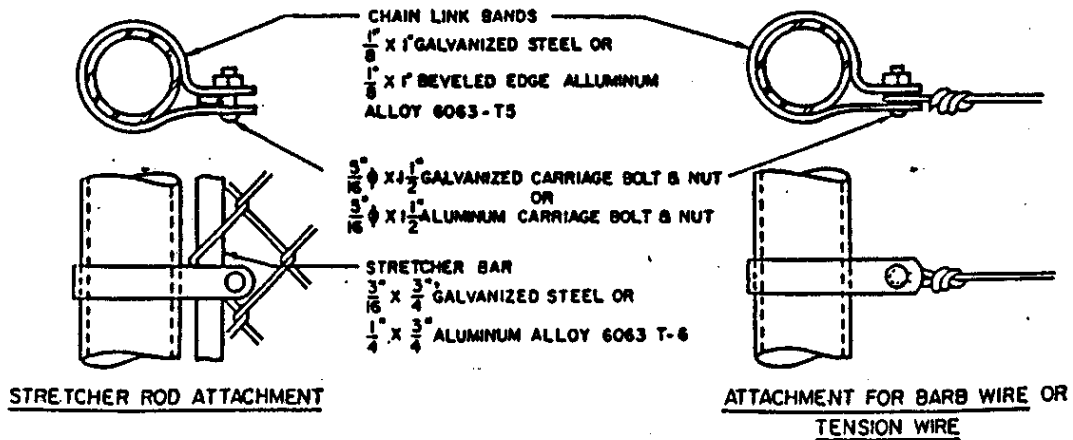 CHAIN LINK BANDS
1/8" X 1" GALVANIZED STEEL OR
1/8" X 1" BEVELED EDGE ALLUMINUM
ALLOY 6063-T5
5/16" ϕ X 1 1/2" GALVANIZED CARRIAGE BOLT & NUT
OR
5/16" ϕ X 1 1/2" ALUMINUM CARRIAGE BOLT & NUT
STRETCHER BAR
3/16" X 3/4" GALVANIZED STEEL OR
1/4" X 3/4" ALUMINUM ALLOY 6063 T-6
STRETCHER ROD ATTACHMENT
ATTACHMENT FOR BARB WIRE OR
TENSION WIRE